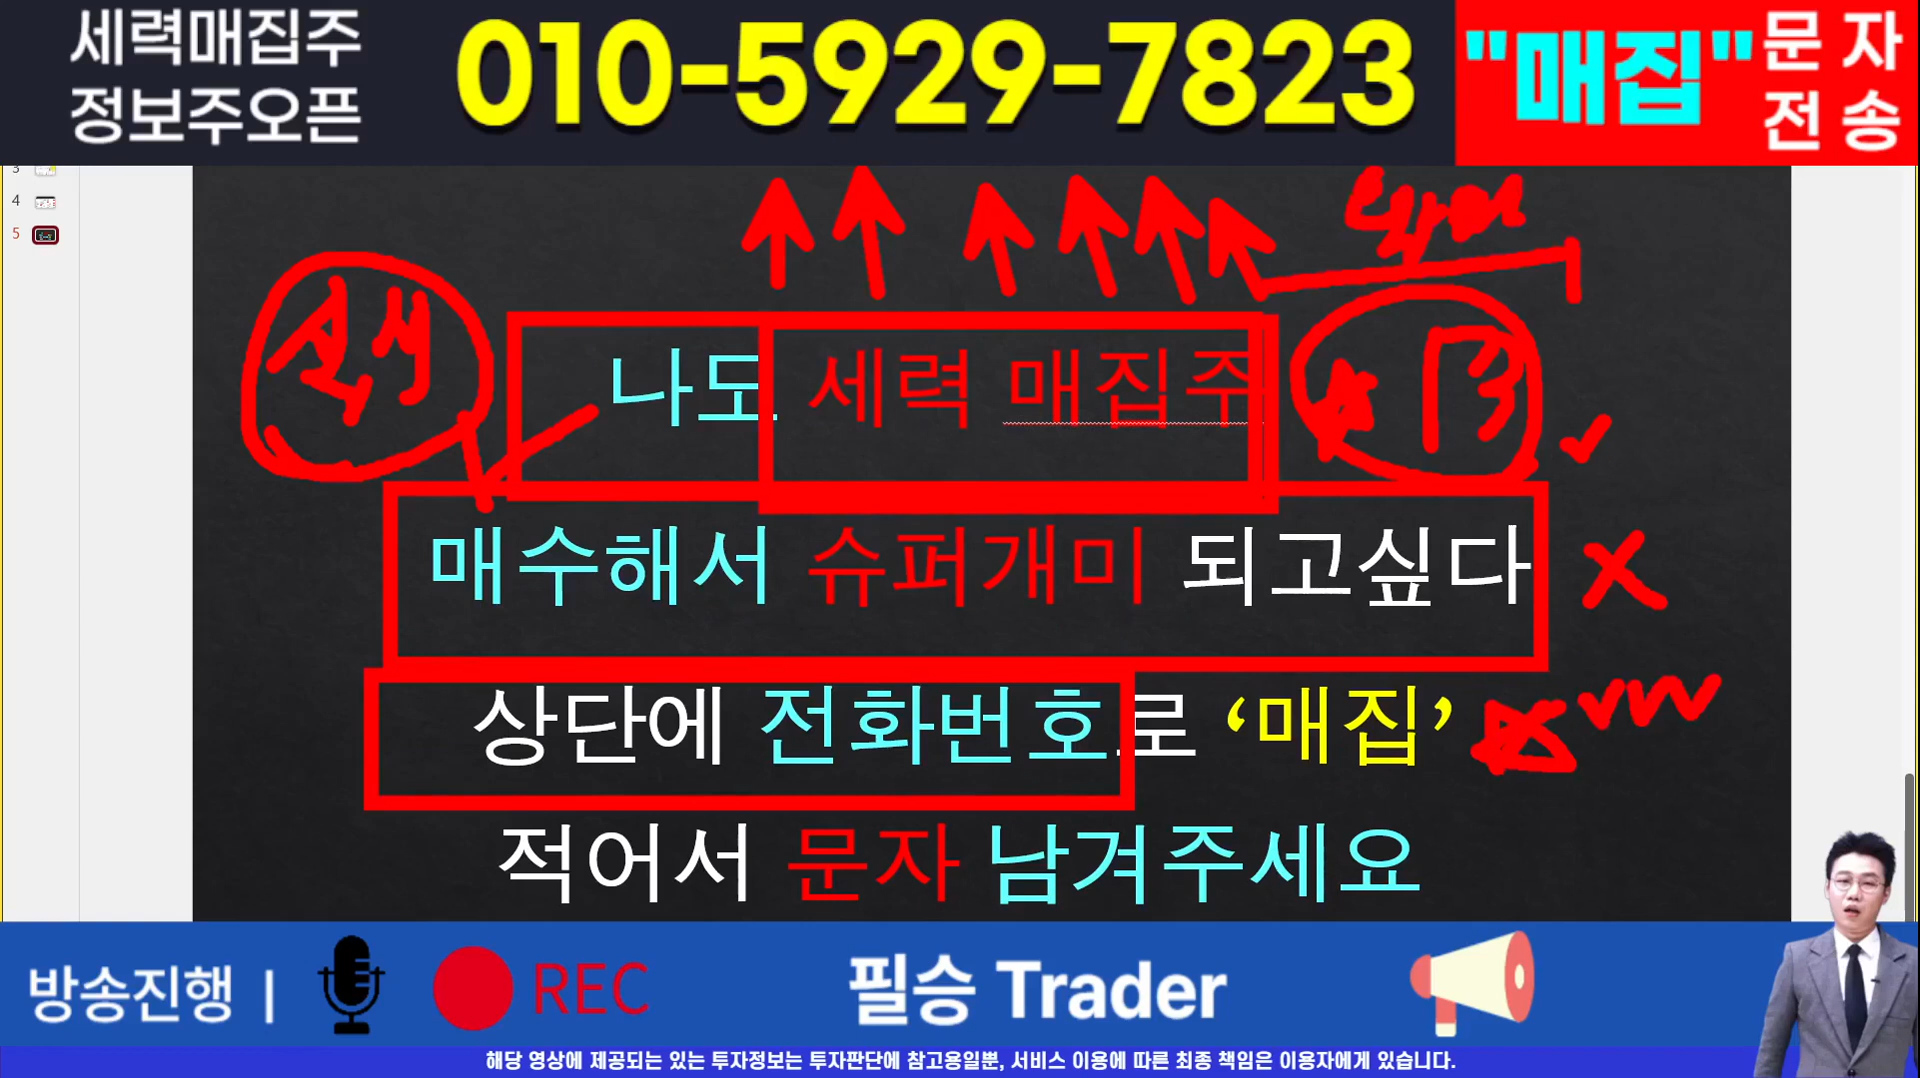 세력매집주
정보주오픈
010-5929-7823
"매집"
문자
전송
3
4
5
나도 세력 매집주
매수해서 슈퍼개미 되고싶다
상단에 전화번호로 ‘매집’
적어서 문자 남겨주세요
방송진행 |
REC
필승 Trader
해당 영상에 제공되는 있는 투자정보는 투자판단에 참고용일뿐, 서비스 이용에 따른 최종 책임은 이용자에게 있습니다.